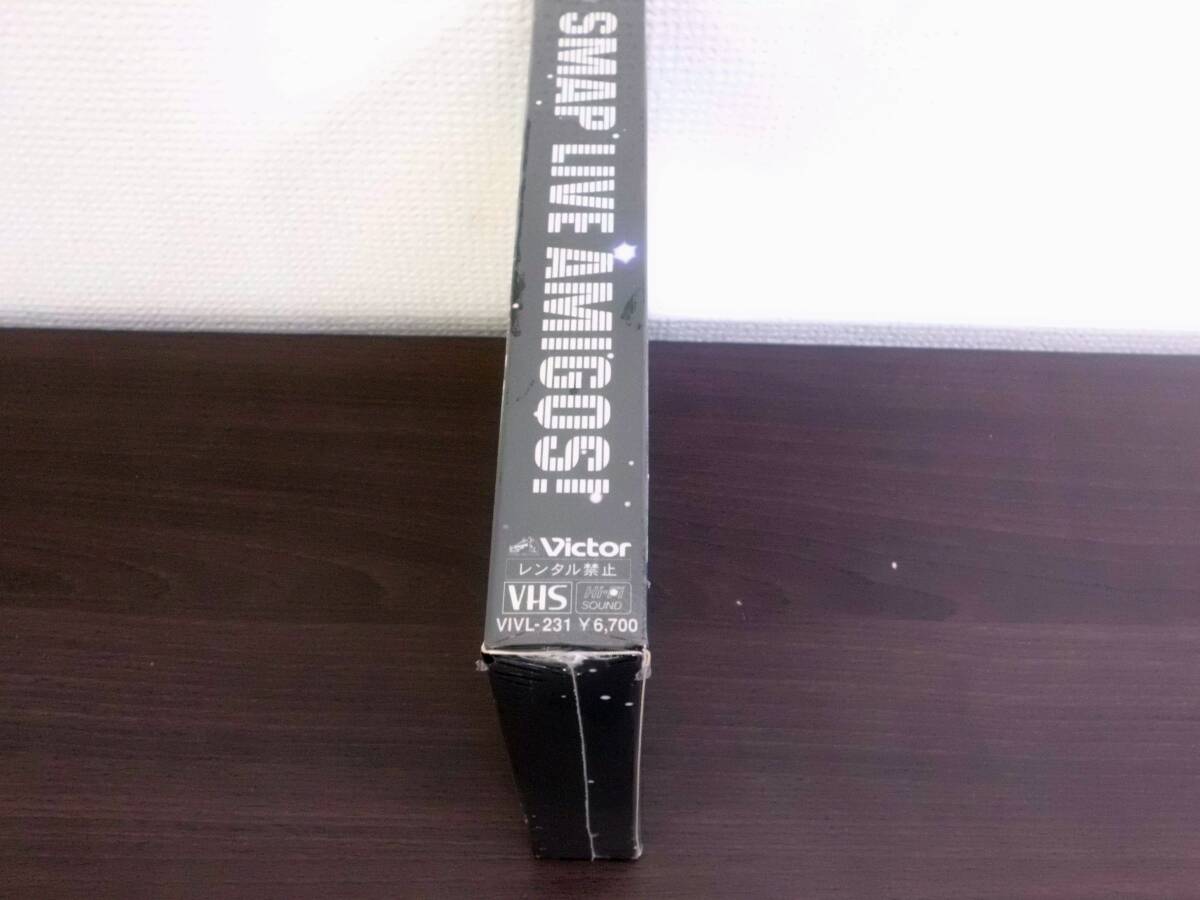 SMAP LIVE AMIGOS!
Victor
レンタル禁止
VHS Hi-Fi SOUND
VIVL-231 ¥6,700